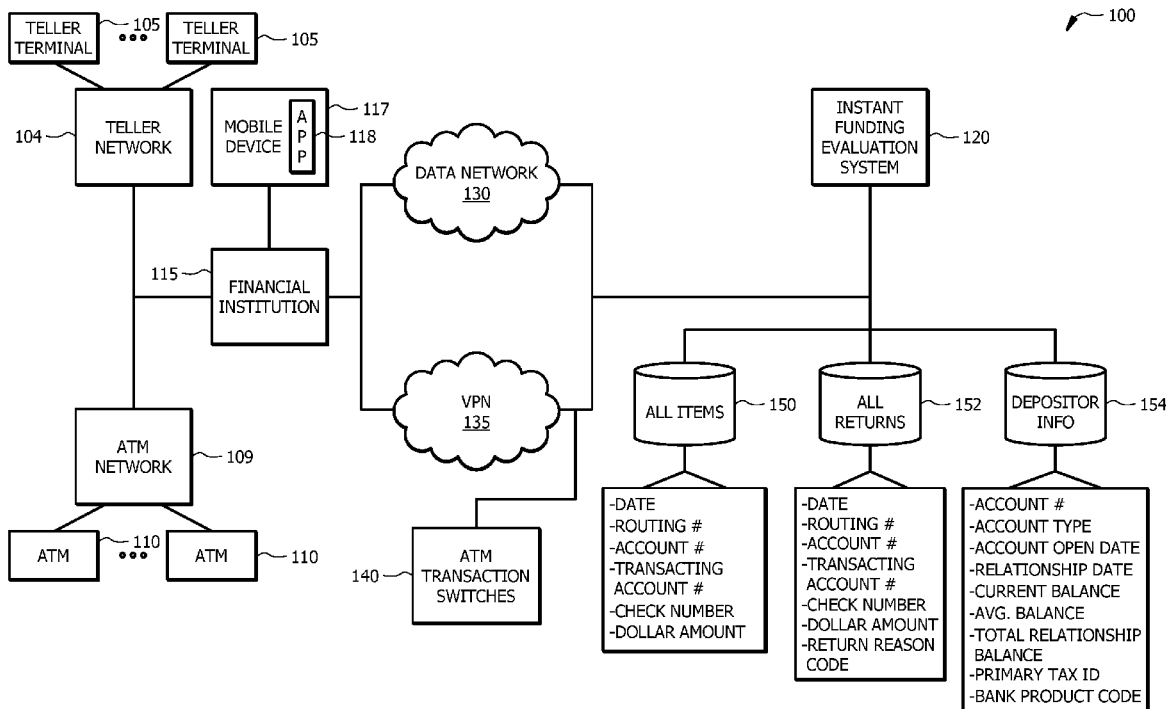 100
TELLER
TERMINAL
105
TELLER
TERMINAL
105
104
TELLER
NETWORK
MOBILE
DEVICE
A
P
P
117
118
DATA NETWORK
130
INSTANT
FUNDING
EVALUATION
SYSTEM
120
115
FINANCIAL
INSTITUTION
VPN
135
ALL ITEMS
150
ALL
RETURNS
152
DEPOSITOR
INFO
154
ATM
NETWORK
109
ATM
110
ATM
110
140
ATM
TRANSACTION
SWITCHES
-DATE
-ROUTING #
-ACCOUNT #
-TRANSACTING
ACCOUNT #
-CHECK NUMBER
-DOLLAR AMOUNT
-DATE
-ROUTING #
-ACCOUNT #
-TRANSACTING
ACCOUNT #
-CHECK NUMBER
-DOLLAR AMOUNT
-RETURN REASON
CODE
-ACCOUNT #
-ACCOUNT TYPE
-ACCOUNT OPEN DATE
-RELATIONSHIP DATE
-CURRENT BALANCE
-AVG. BALANCE
-TOTAL RELATIONSHIP
BALANCE
-PRIMARY TAX ID
-BANK PRODUCT CODE